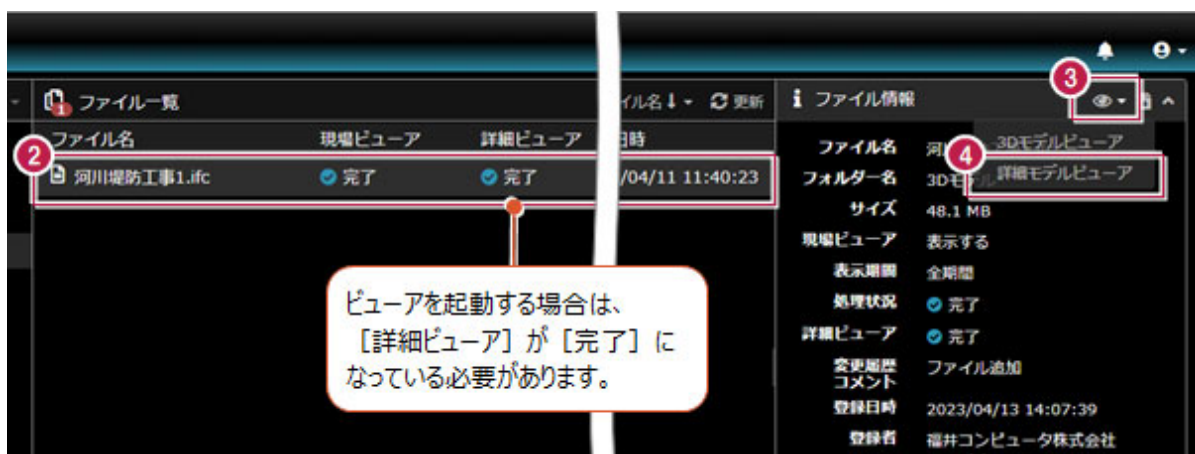 3
1 ファイル一覧
イル名 更新
i ファイル情報
ファイル名 現場ビューア 詳細ビューア 日時
2
河川堤防工事1.ifc 完了 完了 /04/11 11:40:23
ファイル名 河
3Dモデルビューア
4
詳細モデルビューア
フォルダー名 3Dモデル
サイズ 48.1 MB
現場ビューア 表示する
表示期間 全期間
処理状況 完了
詳細ビューア 完了
変更履歴
コメント ファイル追加
登録日時 2023/04/13 14:07:39
登録者 福井コンピュータ株式会社
ビューアを起動する場合は、
［詳細ビューア］が［完了］に
なっている必要があります。